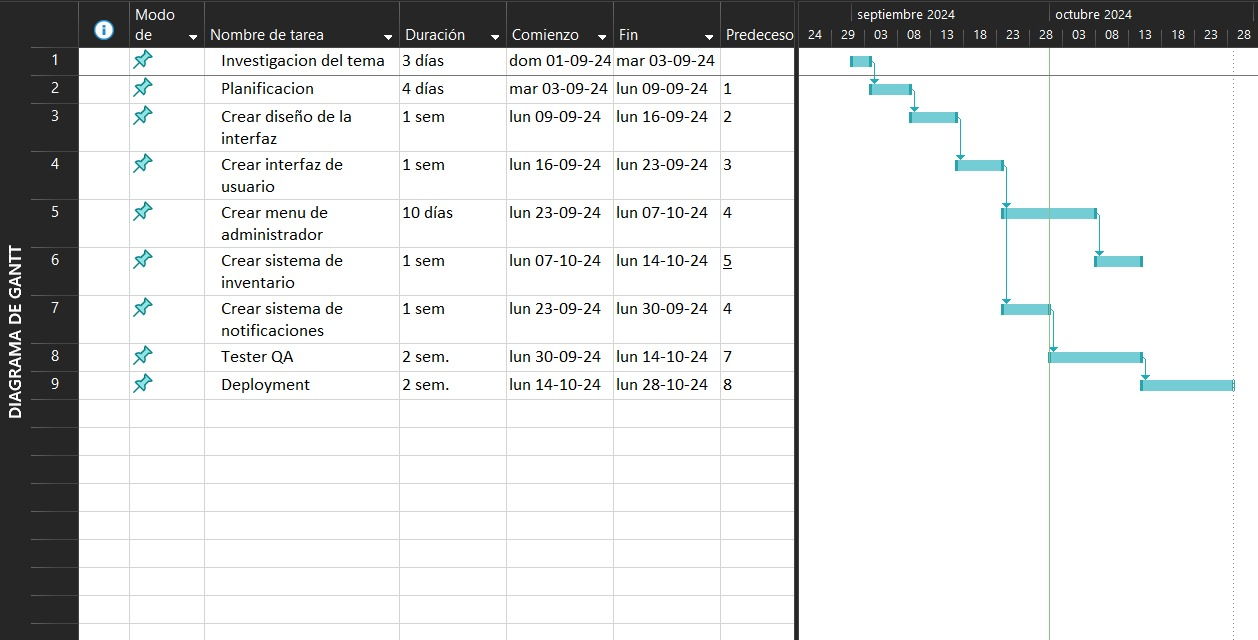 Modo de
Nombre de tarea
Duración
Comienzo
Fin
Predeceso
septiembre 2024
octubre 2024
24 29 03 08 13 18 23 28 03 08 13 18 23 28
1 Investigacion del tema 3 días dom 01-09-24 mar 03-09-24
2 Planificacion 4 días mar 03-09-24 lun 09-09-24 1
3 Crear diseño de la interfaz 1 sem lun 09-09-24 lun 16-09-24 2
4 Crear interfaz de usuario 1 sem lun 16-09-24 lun 23-09-24 3
5 Crear menu de administrador 10 días lun 23-09-24 lun 07-10-24 4
6 Crear sistema de inventario 1 sem lun 07-10-24 lun 14-10-24 5
7 Crear sistema de notificaciones 1 sem lun 23-09-24 lun 30-09-24 4
8 Tester QA 2 sem. lun 30-09-24 lun 14-10-24 7
9 Deployment 2 sem. lun 14-10-24 lun 28-10-24 8
DIAGRAMA DE GANTT